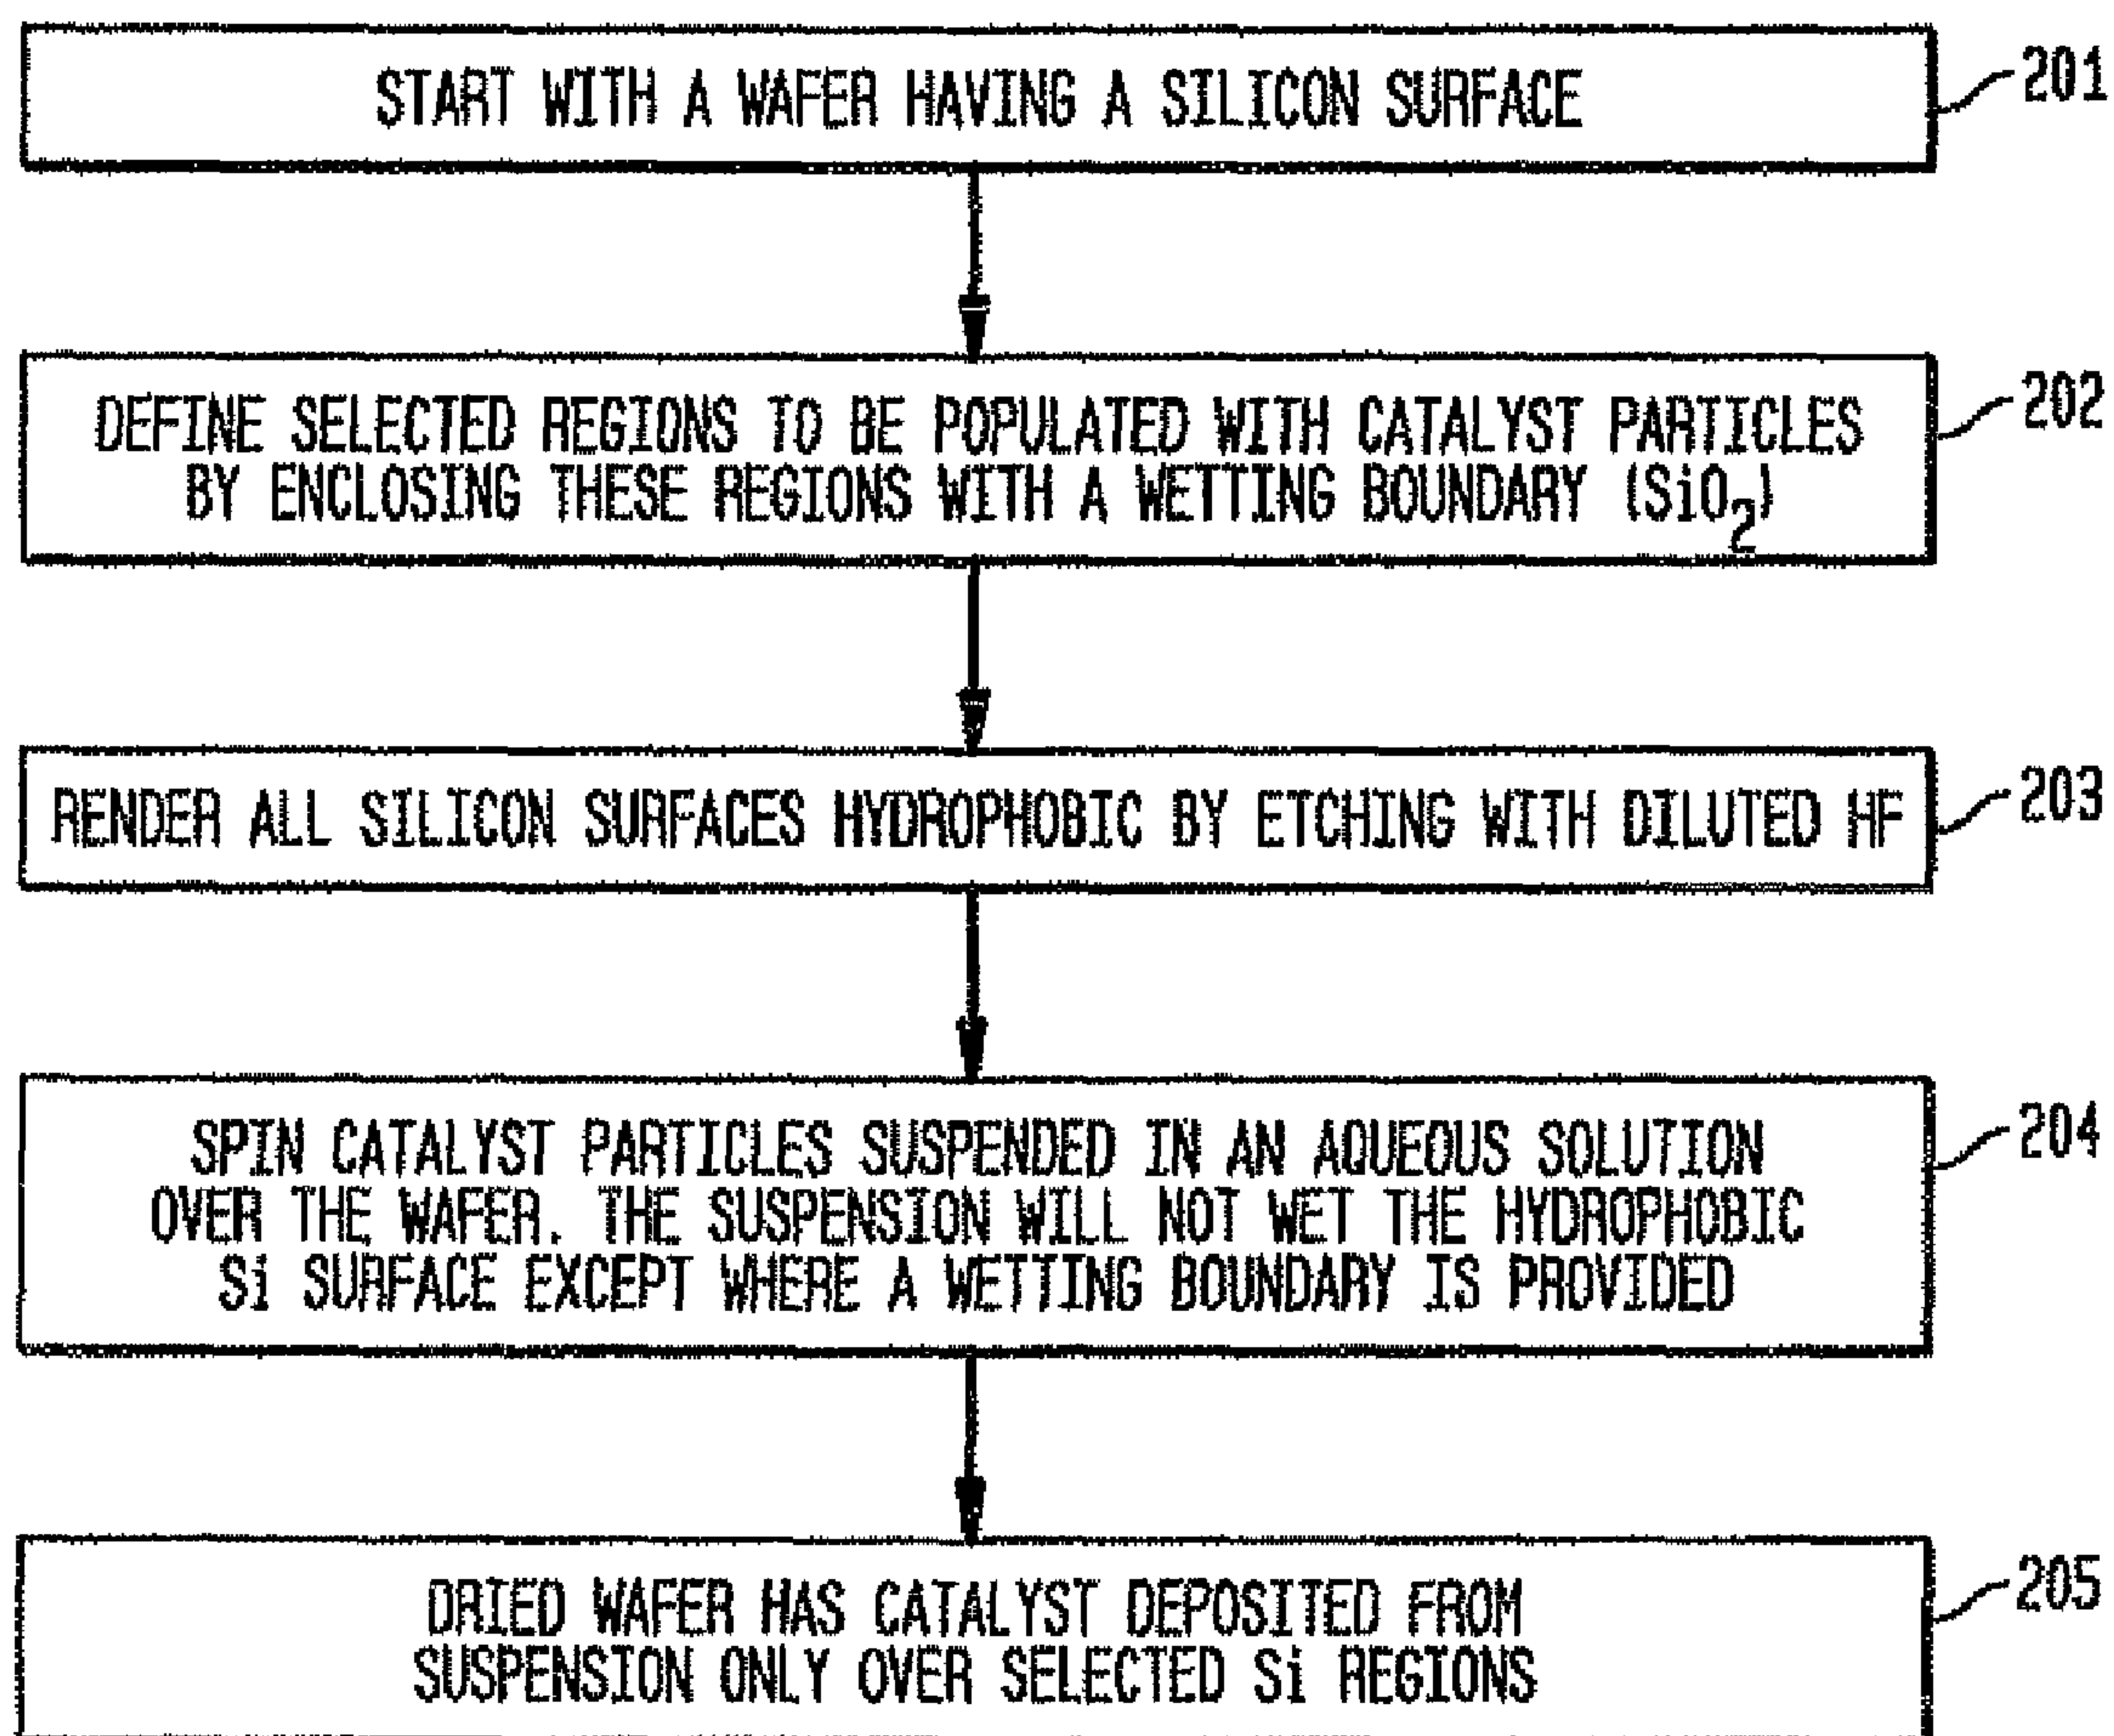 START WITH A WAFER HAVING A SILICON SURFACE
201
DEFINE SELECTED REGIONS TO BE POPULATED WITH CATALYST PARTICLES
BY ENCLOSING THESE REGIONS WITH A WETTING BOUNDARY (SiO₂)
202
RENDER ALL SILICON SURFACES HYDROPHOBIC BY ETCHING WITH DILUTED HF
203
SPIN CATALYST PARTICLES SUSPENDED IN AN AQUEOUS SOLUTION
OVER THE WAFER. THE SUSPENSION WILL NOT WET THE HYDROPHOBIC
Si SURFACE EXCEPT WHERE A WETTING BOUNDARY IS PROVIDED
204
DRIED WAFER HAS CATALYST DEPOSITED FROM
SUSPENSION ONLY OVER SELECTED Si REGIONS
205